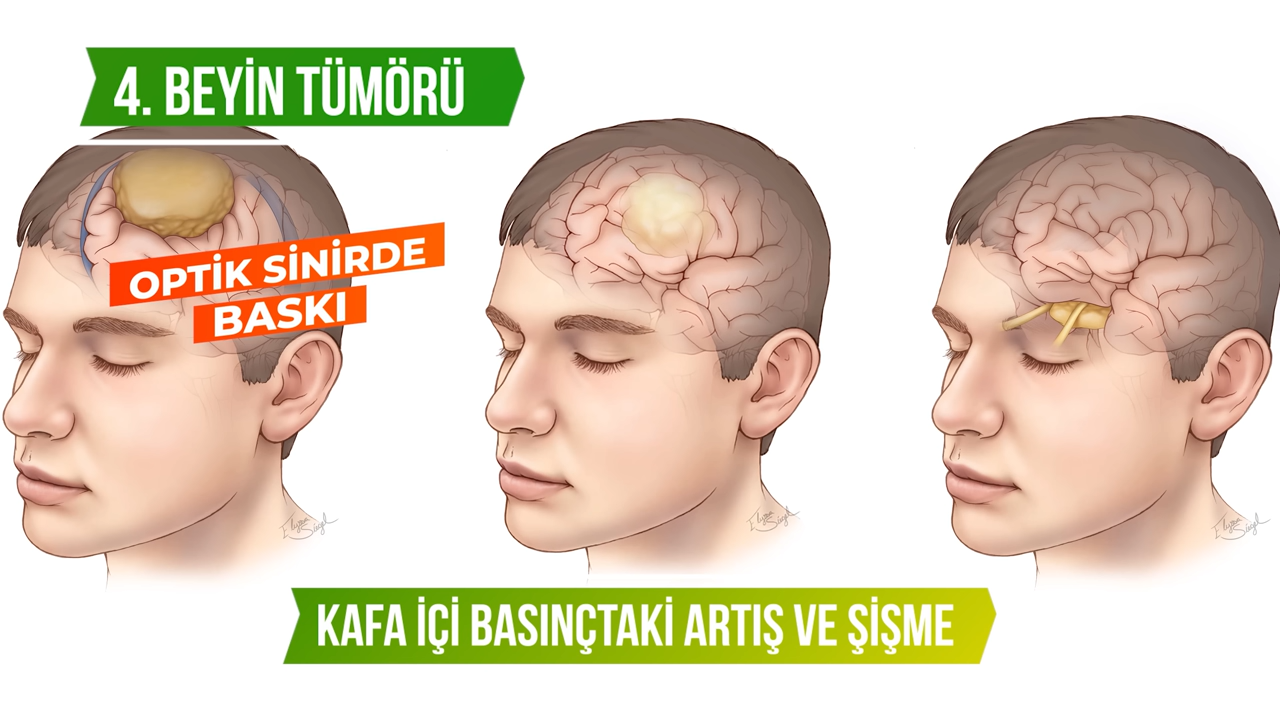 4. BEYİN TÜMÖRÜ
OPTİK SİNİRDE
BASKI
KAFA İÇİ BASINÇTAKİ ARTIŞ VE ŞİŞME